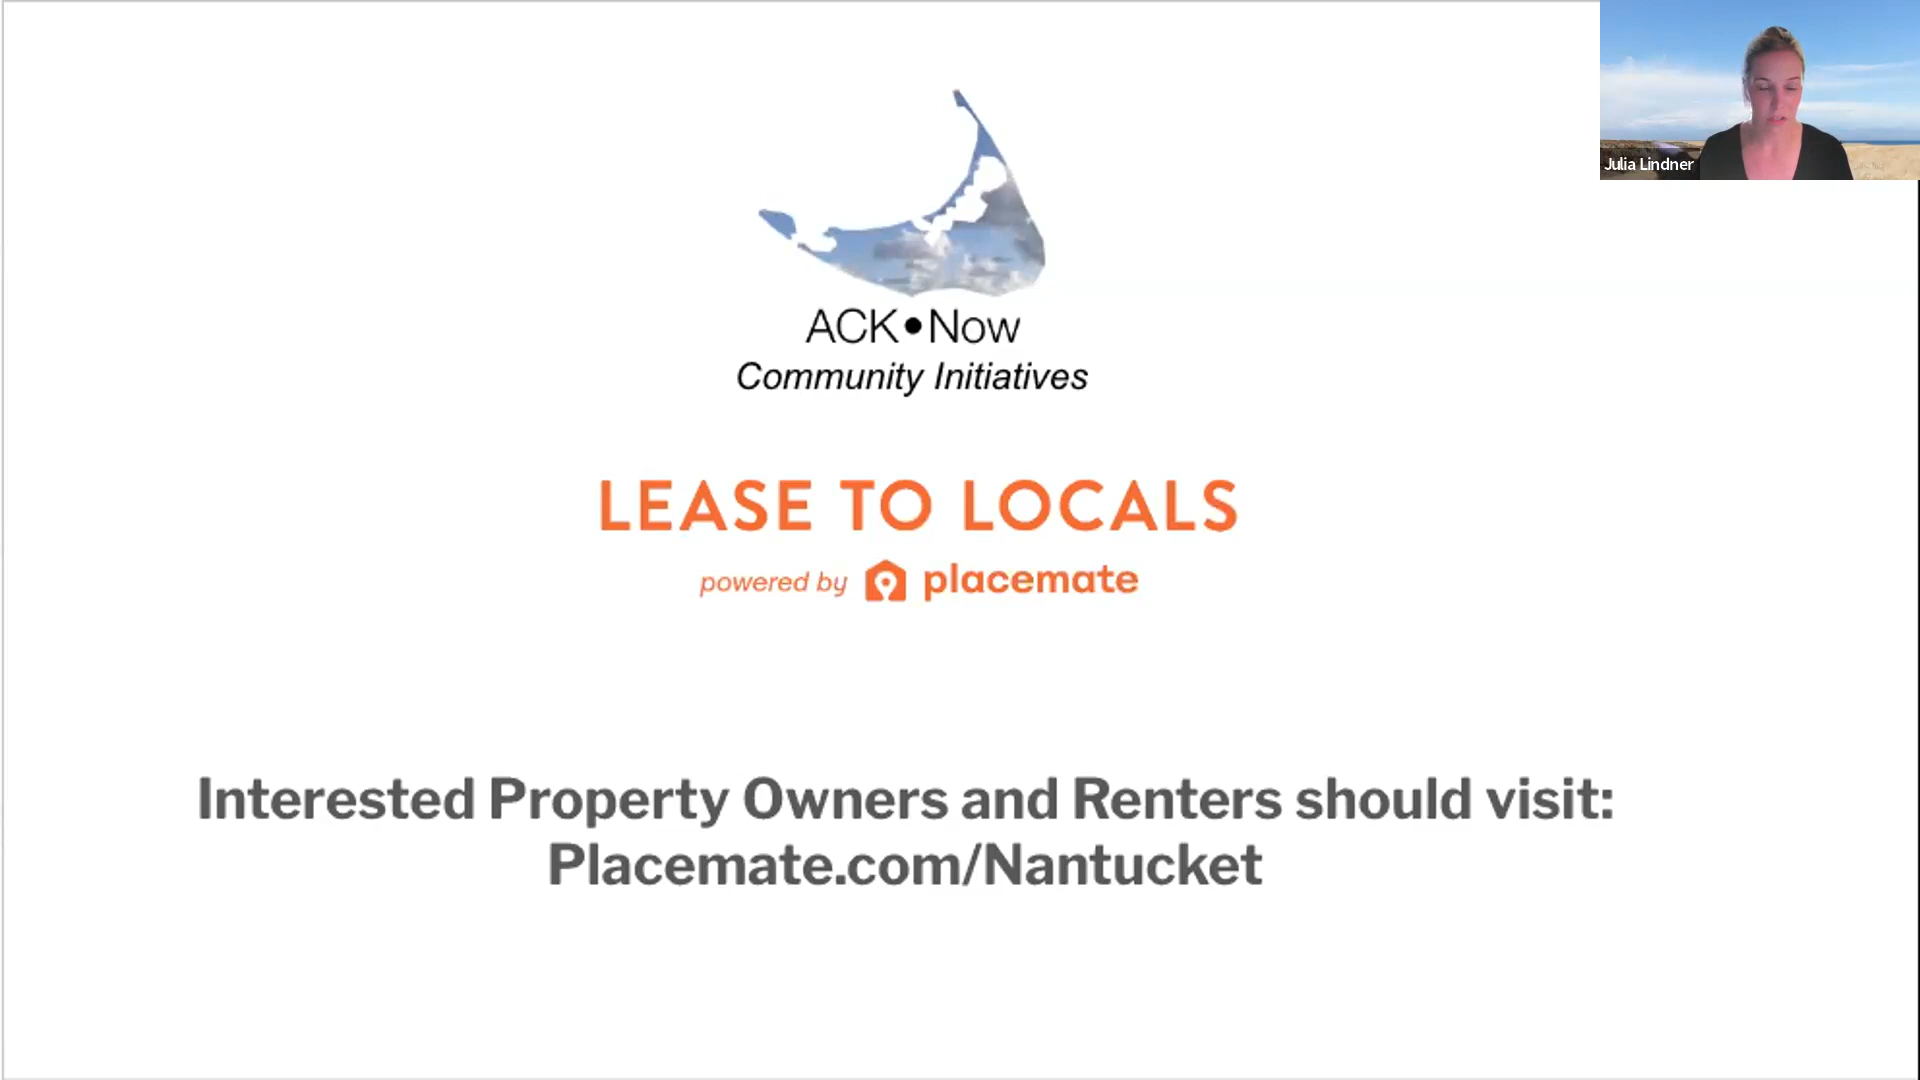 Julia Lindner
ACK•Now
Community Initiatives
LEASE TO LOCALS
powered by placemate
Interested Property Owners and Renters should visit:
Placemate.com/Nantucket